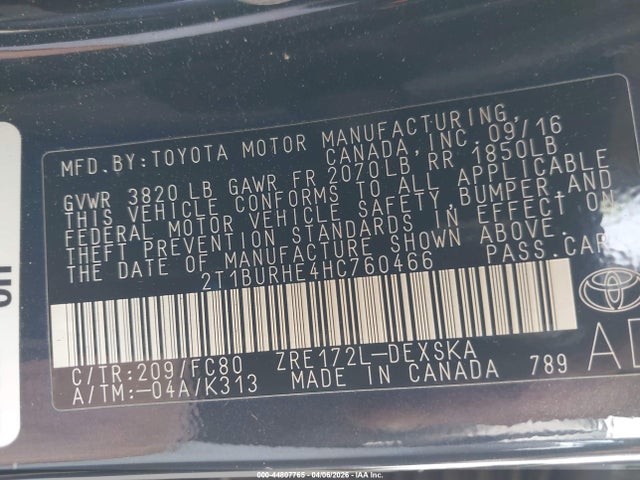 MFD. BY: TOYOTA MOTOR MANUFACTURING,
CANADA, INC. 09/16
GVWR 3820 LB GAWR FR 2070LB RR 1850LB
THIS VEHICLE CONFORMS TO ALL APPLICABLE
FEDERAL MOTOR VEHICLE SAFETY, BUMPER, AND
THEFT PREVENTION STANDARDS IN EFFECT ON
THE DATE OF MANUFACTURE SHOWN ABOVE.
2T1BURHE4HC760466 PASS. CAR
C/TR: 209/FC80 ZRE172L-DEXSKA
A/TM: -04A/K313 MADE IN CANADA 789
TOYOTA
000-44807765 - 04/06/2026 - © IAA Inc.